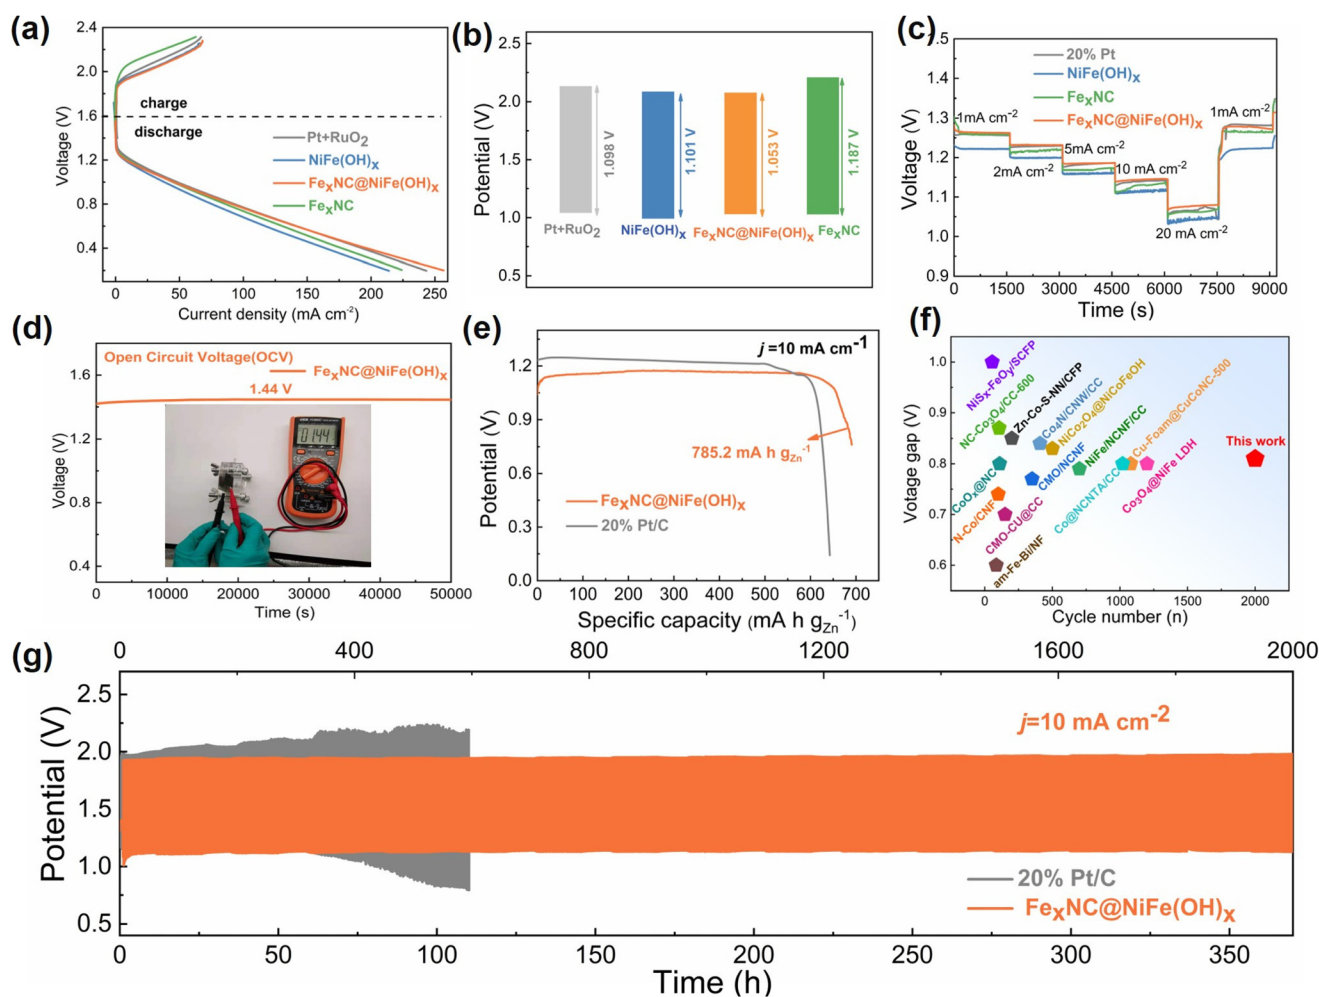 (a)
2.4
2.0
1.6
1.2
0.8
0.4
Voltage (V)
charge
discharge
Pt+RuO₂
NiFe(OH)ₓ
FeₓNC@NiFe(OH)ₓ
FeₓNC
0 50 100 150 200 250
Current density (mA cm⁻²)
(b)
2.5
2.0
1.5
1.0
0.5
Potential (V)
1.098 V
1.101 V
1.053 V
1.187 V
Pt+RuO₂
NiFe(OH)ₓ
FeₓNC@NiFe(OH)ₓ
FeₓNC
(c)
1.5
1.4
1.3
1.2
1.1
1.0
0.9
Voltage (V)
20% Pt
NiFe(OH)ₓ
FeₓNC
FeₓNC@NiFe(OH)ₓ
1mA cm⁻²
2mA cm⁻²
5mA cm⁻²
10 mA cm⁻²
20 mA cm⁻²
1mA cm⁻²
0 1500 3000 4500 6000 7500 9000
Time (s)
(d)
1.6
1.2
0.8
0.4
Voltage (V)
Open Circuit Voltage(OCV)
FeₓNC@NiFe(OH)ₓ
1.44 V
0144
0 10000 20000 30000 40000 50000
Time (s)
(e)
1.5
1.2
0.9
0.6
0.3
0.0
Potential (V)
j =10 mA cm⁻¹
785.2 mA h g_Zn⁻¹
FeₓNC@NiFe(OH)ₓ
20% Pt/C
0 100 200 300 400 500 600 700
Specific capacity (mA h g_Zn⁻¹)
(f)
1.0
0.9
0.8
0.7
0.6
Votage gap (V)
NiSₓ-FeOᵧ/SCFP
NC-Co₃O₄/CC-600
Zn-Co-S-NN/CFP
Co₄N/CNW/CC
NiCo₂O₄@NiCoFeOH
NiFe/NCNF/CC
Cu-Foam@CuCoNC-500
This work
CoOₓ@NC
CMO/NCNF
Co@NCNTA/CC
Co₃O₄@NiFe LDH
N-Co/CNF
CMO-CU@CC
am-Fe-Bi/NF
0 500 1000 1500 2000
Cycle number (n)
(g)
0 400 800 1200 1600 2000
2.5
2.0
1.5
1.0
0.5
Potential (V)
j=10 mA cm⁻²
20% Pt/C
FeₓNC@NiFe(OH)ₓ
0 50 100 150 200 250 300 350
Time (h)